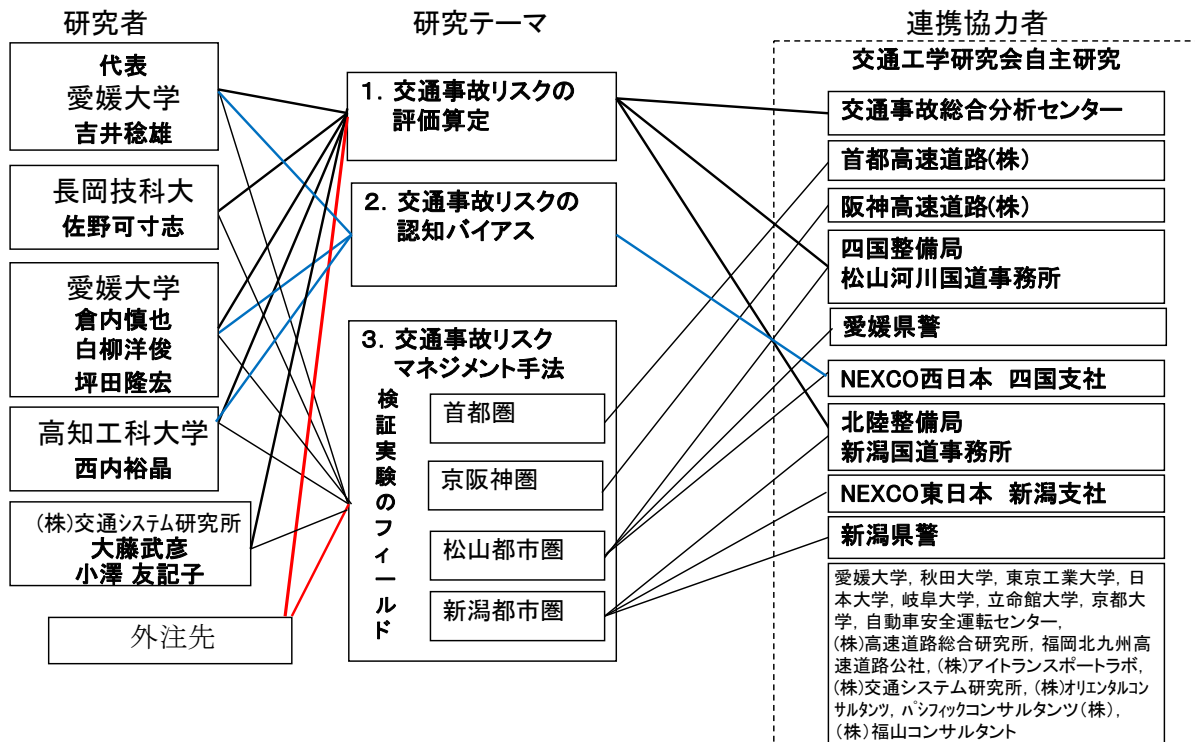 研究者
代表
愛媛大学
吉井稔雄
長岡技科大
佐野可寸志
愛媛大学
倉内慎也
白柳洋俊
坪田隆宏
高知工科大学
西内裕晶
(株)交通システム研究所
大藤武彦
小澤 友記子
外注先
研究テーマ
1．交通事故リスクの
評価算定
2．交通事故リスクの
認知バイアス
3．交通事故リスク
マネジメント手法
検証実験のフィールド
首都圏
京阪神圏
松山都市圏
新潟都市圏
連携協力者
交通工学研究会自主研究
交通事故総合分析センター
首都高速道路(株)
阪神高速道路(株)
四国整備局
松山河川国道事務所
愛媛県警
NEXCO西日本 四国支社
北陸整備局
新潟国道事務所
NEXCO東日本 新潟支社
新潟県警
愛媛大学, 秋田大学, 東京工業大学, 日
本大学, 岐阜大学, 立命館大学, 京都大
学, 自動車安全運転センター,
(株)高速道路総合研究所, 福岡北九州高
速道路公社, (株)アイトランスポートラボ,
(株)交通システム研究所, (株)オリエンタルコン
サルタンツ, パシフィックコンサルタンツ(株),
(株)福山コンサルタント